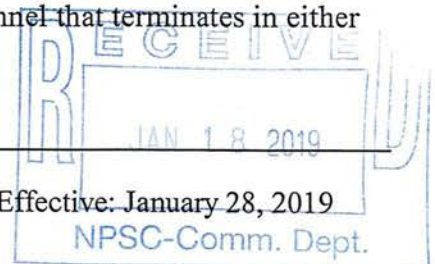 nnel that terminates in either
RECEIVED
JAN 18 2019
Effective: January 28, 2019
NPSC-Comm. Dept.